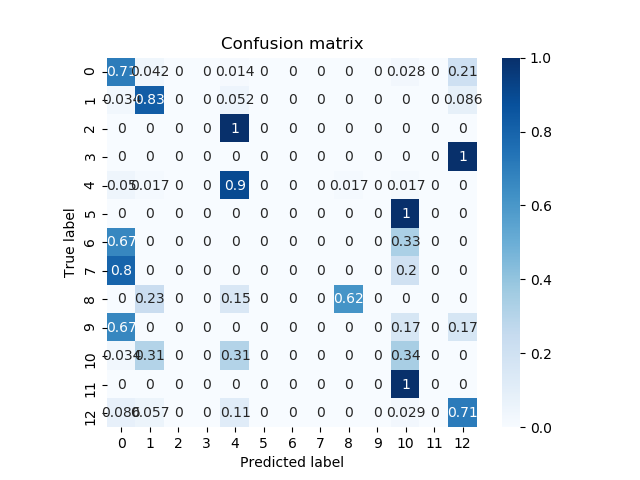 Confusion matrix
0 0.71 0.042 0 0 0.014 0 0 0 0 0 0.028 0 0.21
1 0.034 0.83 0 0 0.052 0 0 0 0 0 0 0 0.086
2 0 0 0 0 1 0 0 0 0 0 0 0 0
3 0 0 0 0 0 0 0 0 0 0 0 0 1
4 0.05 0.017 0 0 0.9 0 0 0 0.017 0 0.017 0 0
5 0 0 0 0 0 0 0 0 0 0 1 0 0
6 0.67 0 0 0 0 0 0 0 0 0 0.33 0 0
7 0.8 0 0 0 0 0 0 0 0 0 0.2 0 0
8 0 0.23 0 0 0.15 0 0 0 0.62 0 0 0 0
9 0.67 0 0 0 0 0 0 0 0 0 0.17 0 0.17
10 0.034 0.31 0 0 0.31 0 0 0 0 0 0.34 0 0
11 0 0 0 0 0 0 0 0 0 0 1 0 0
12 0.086 0.057 0 0 0.11 0 0 0 0 0 0.029 0 0.71
0 1 2 3 4 5 6 7 8 9 10 11 12
Predicted label
True label
1.0
0.8
0.6
0.4
0.2
0.0